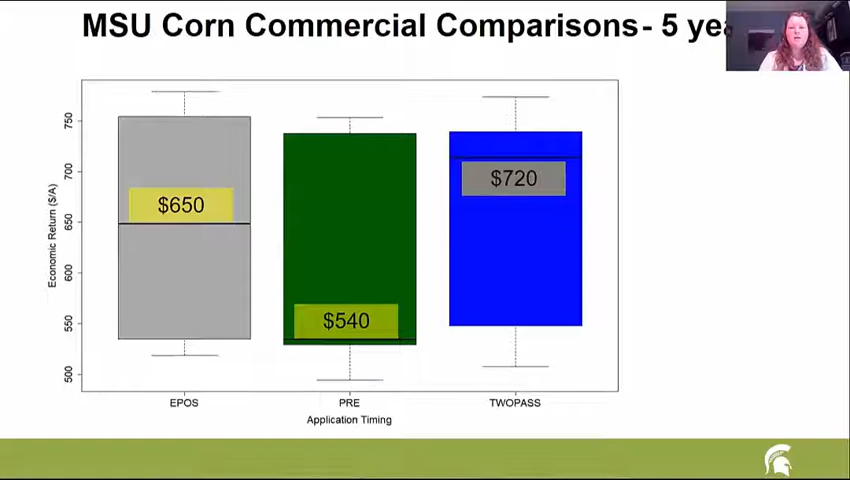 MSU Corn Commercial Comparisons- 5
Economic Return ($/A)
750
700
650
600
550
500
$650
$540
$720
EPOS
PRE
TWOPASS
Application Timing